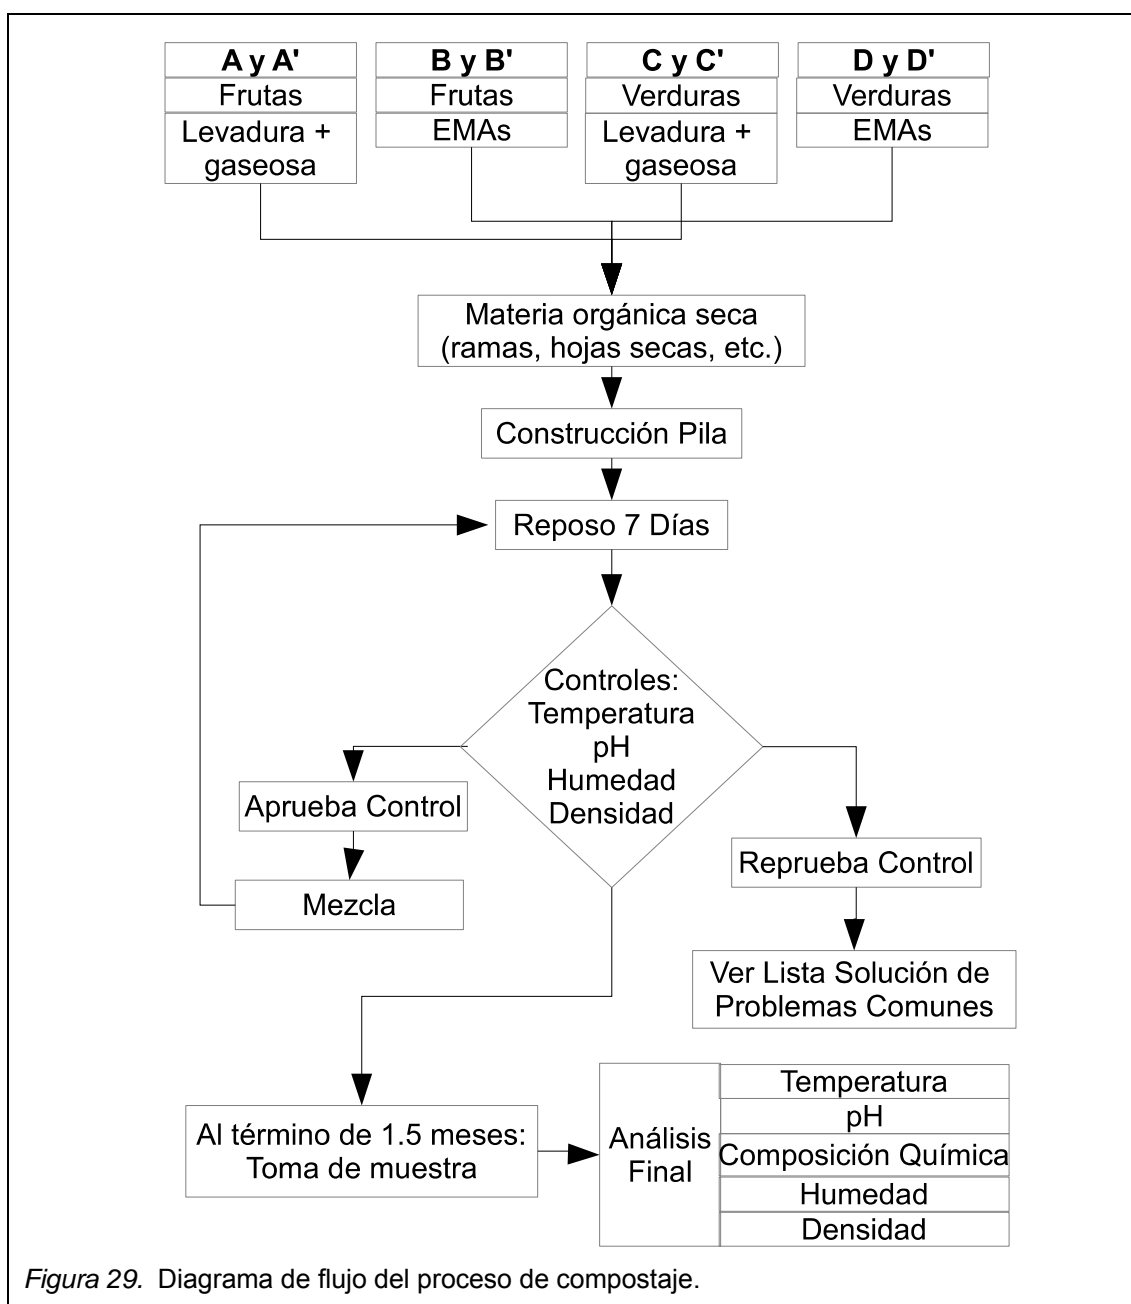 A y A'
Frutas
Levadura +
gaseosa
B y B'
Frutas
EMAs
C y C'
Verduras
Levadura +
gaseosa
D y D'
Verduras
EMAs
Materia orgánica seca
(ramas, hojas secas, etc.)
Construcción Pila
Reposo 7 Días
Controles:
Temperatura
pH
Humedad
Densidad
Aprueba Control
Mezcla
Reprueba Control
Ver Lista Solución de
Problemas Comunes
Al término de 1.5 meses:
Toma de muestra
Análisis
Final
Temperatura
pH
Composición Química
Humedad
Densidad
Figura 29. Diagrama de flujo del proceso de compostaje.